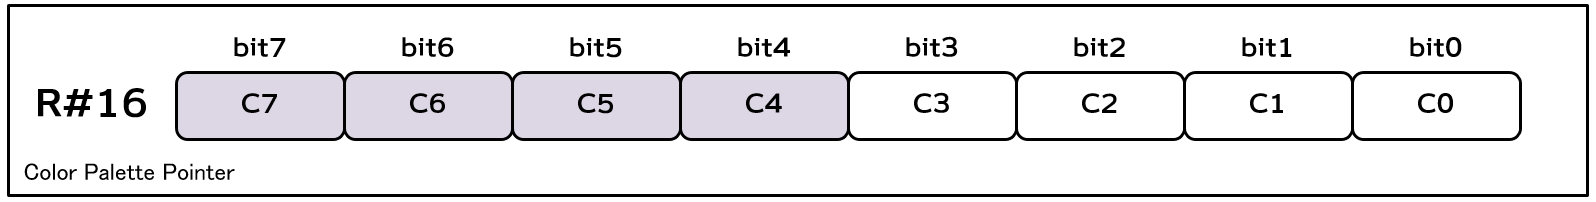 bit7 bit6 bit5 bit4 bit3 bit2 bit1 bit0
R#16 C7 C6 C5 C4 C3 C2 C1 C0
Color Palette Pointer